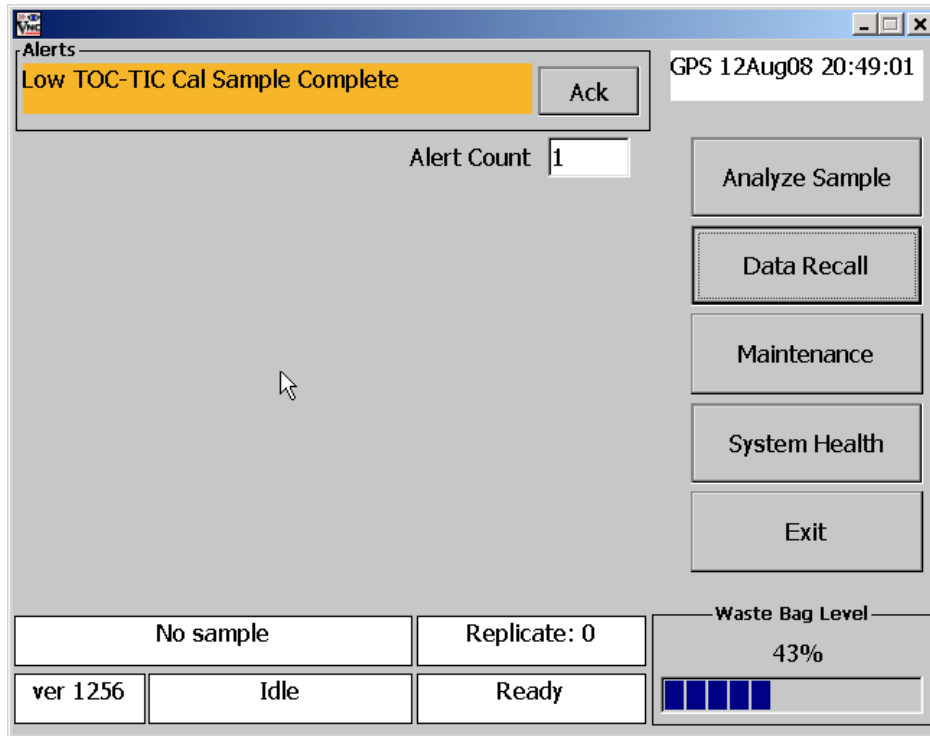 VNC
Alerts
Low TOC-TIC Cal Sample Complete
Ack
GPS 12Aug08 20:49:01
Alert Count 1
Analyze Sample
Data Recall
Maintenance
System Health
Exit
No sample
Replicate: 0
Waste Bag Level
43%
ver 1256
Idle
Ready